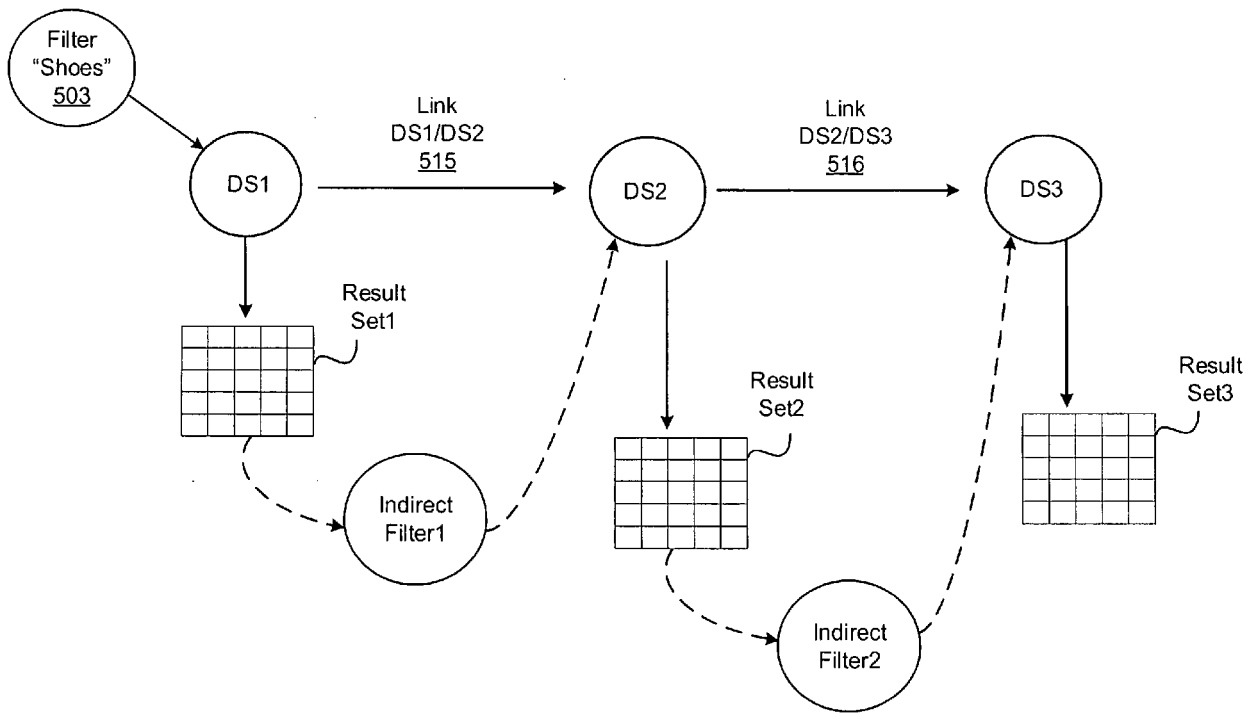 Filter
“Shoes”
503
Link
DS1/DS2
515
Link
DS2/DS3
516
DS1
DS2
DS3
Result
Set1
Result
Set2
Result
Set3
Indirect
Filter1
Indirect
Filter2